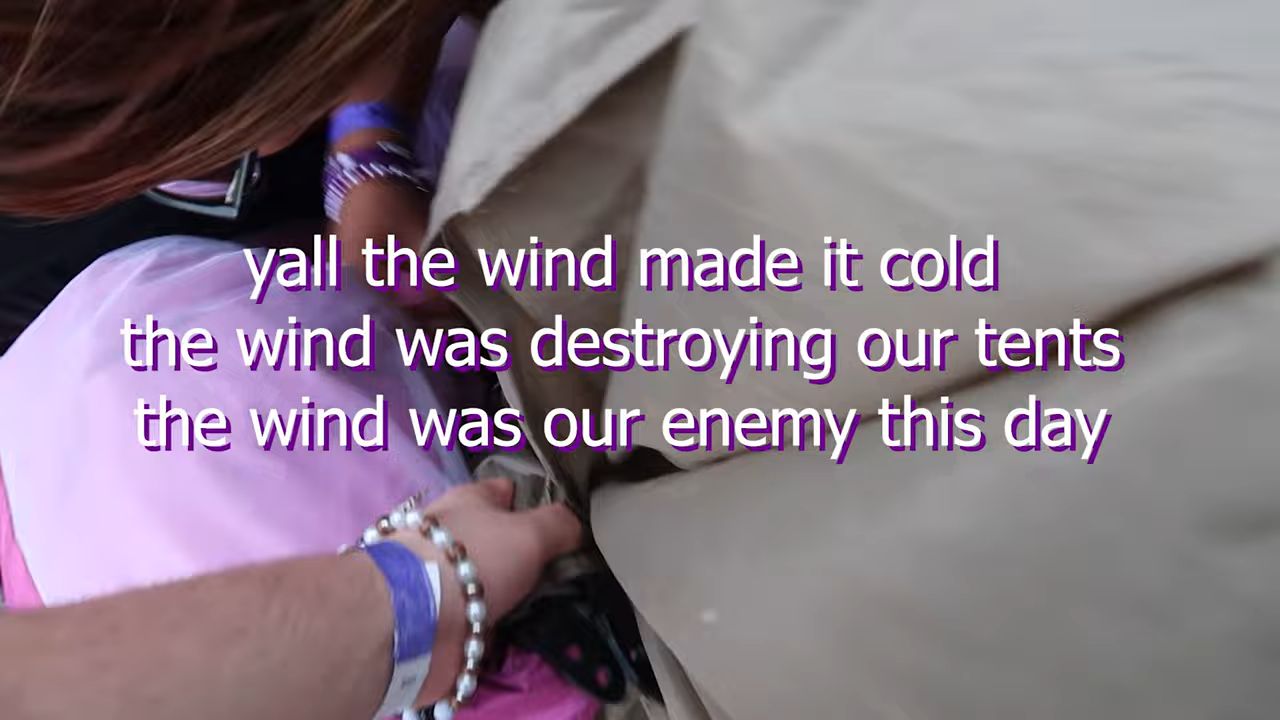 yall the wind made it cold
the wind was destroying our tents
the wind was our enemy this day